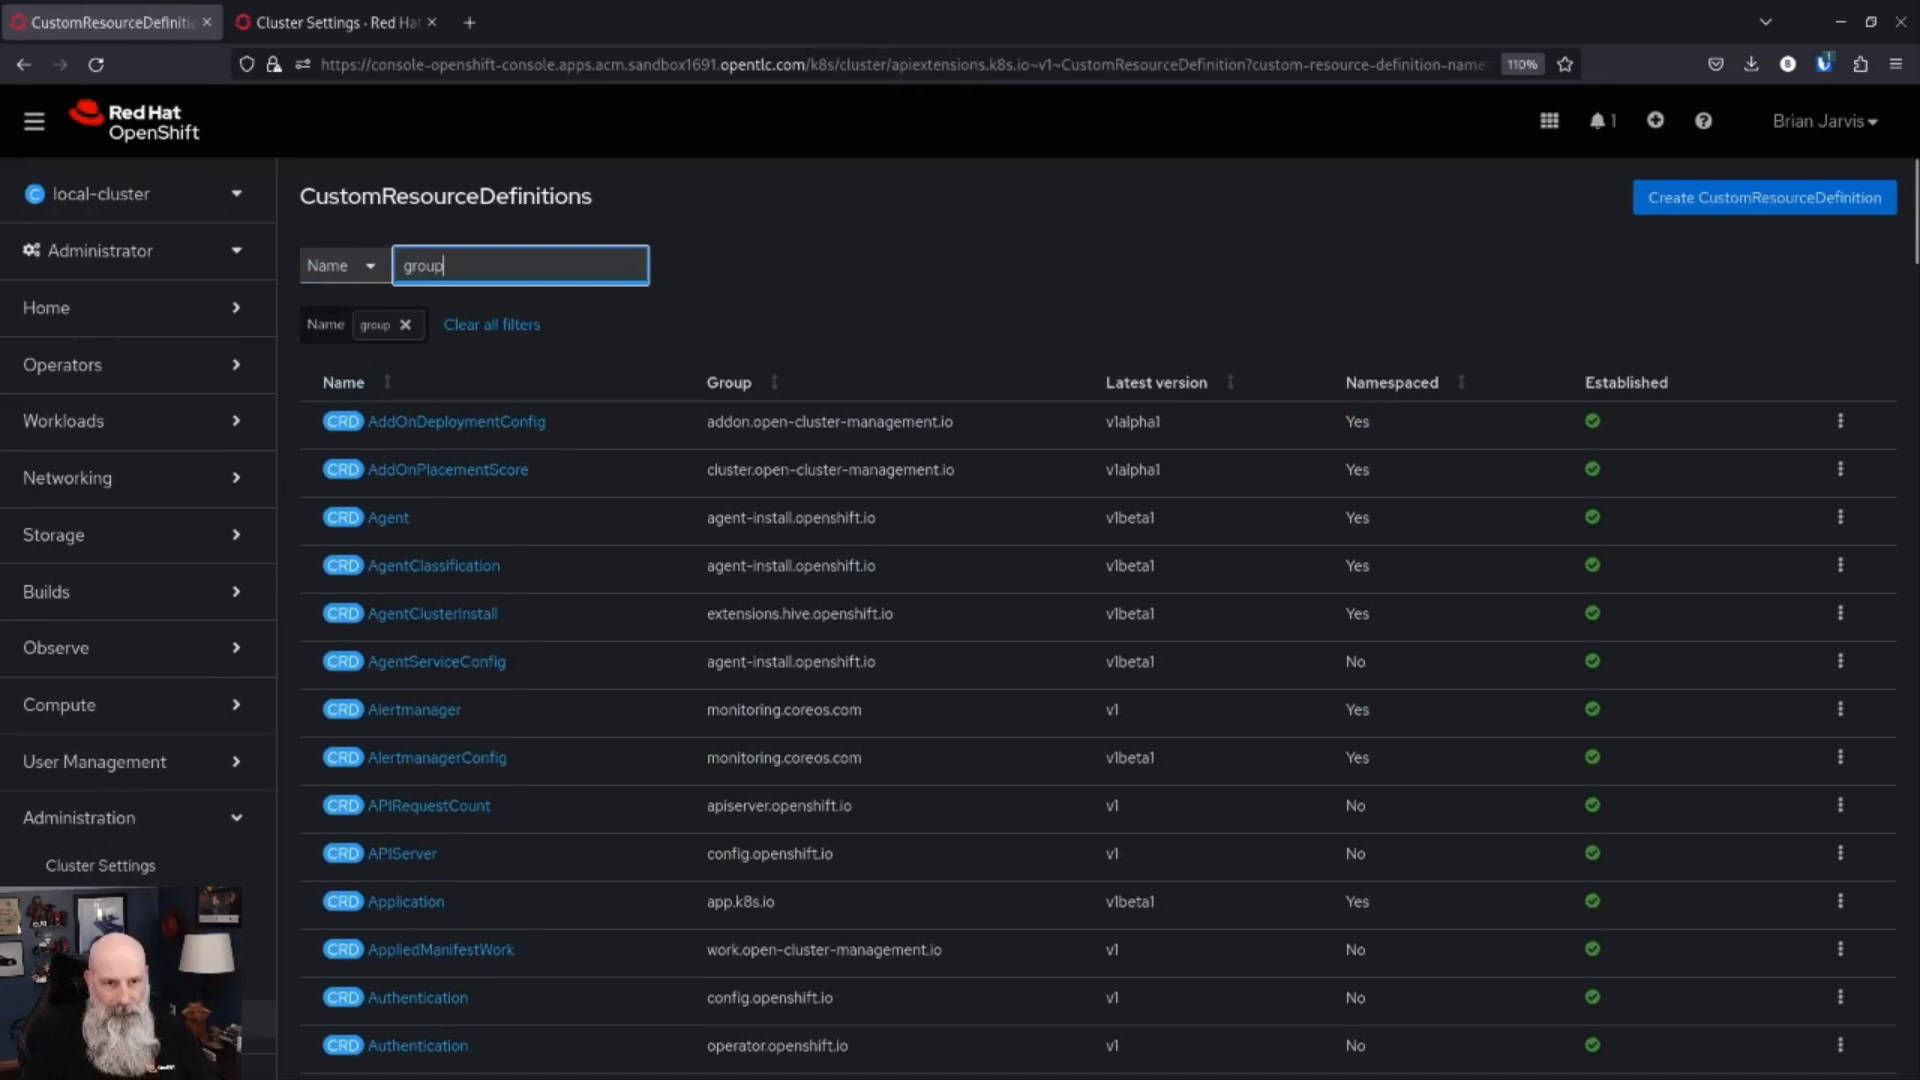 CustomResourceDefinitic
Cluster Settings · Red Hat
https://console-openshift-console.apps.acm.sandbox1691.opentlc.com/k8s/cluster/apiextensions.k8s.io~v1~CustomResourceDefinition?custom-resource-definition-name=
110%
1
Red Hat
OpenShift
1
Brian Jarvis
C local-cluster
Administrator
Home
Operators
Workloads
Networking
Storage
Builds
Observe
Compute
User Management
Administration
Cluster Settings
CustomResourceDefinitions
Create CustomResourceDefinition
Name group
Name group Clear all filters
Name Group Latest version Namespaced Established
CRD AddOnDeploymentConfig addon.open-cluster-management.io v1alpha1 Yes
CRD AddOnPlacementScore cluster.open-cluster-management.io v1alpha1 Yes
CRD Agent agent-install.openshift.io v1beta1 Yes
CRD AgentClassification agent-install.openshift.io v1beta1 Yes
CRD AgentClusterInstall extensions.hive.openshift.io v1beta1 Yes
CRD AgentServiceConfig agent-install.openshift.io v1beta1 No
CRD Alertmanager monitoring.coreos.com v1 Yes
CRD AlertmanagerConfig monitoring.coreos.com v1beta1 Yes
CRD APIRequestCount apiserver.openshift.io v1 No
CRD APIServer config.openshift.io v1 No
CRD Application app.k8s.io v1beta1 Yes
CRD AppliedManifestWork work.open-cluster-management.io v1 No
CRD Authentication config.openshift.io v1 No
CRD Authentication operator.openshift.io v1 No